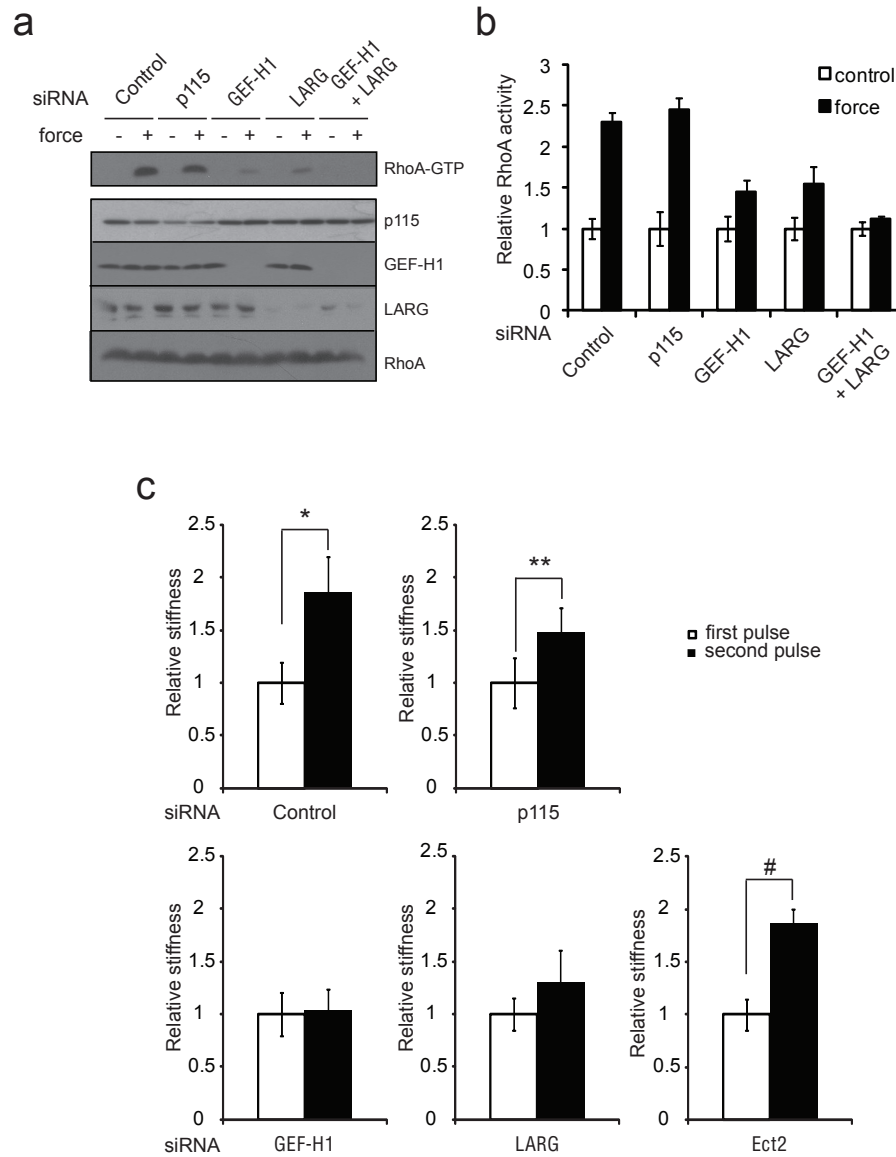 a
siRNA
Control
p115
GEF-H1
LARG
GEF-H1
+ LARG
force
- + - + - + - + - +
RhoA-GTP
p115
GEF-H1
LARG
RhoA
b
control
force
Relative RhoA activity
3
2.5
2
1.5
1
0.5
0
siRNA
Control
p115
GEF-H1
LARG
GEF-H1
+ LARG
c
Relative stiffness
2.5
2
1.5
1
0.5
0
*
siRNA
Control
Relative stiffness
2.5
2
1.5
1
0.5
0
**
p115
first pulse
second pulse
Relative stiffness
2.5
2
1.5
1
0.5
0
siRNA
GEF-H1
Relative stiffness
2.5
2
1.5
1
0.5
0
LARG
Relative stiffness
2.5
2
1.5
1
0.5
0
#
Ect2